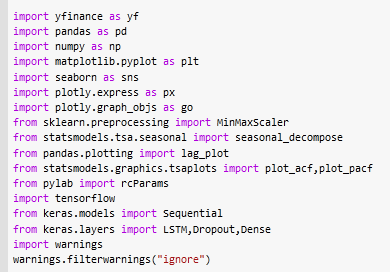 import yfinance as yf
import pandas as pd
import numpy as np
import matplotlib.pyplot as plt
import seaborn as sns
import plotly.express as px
import plotly.graph_objs as go
from sklearn.preprocessing import MinMaxScaler
from statsmodels.tsa.seasonal import seasonal_decompose
from pandas.plotting import lag_plot
from statsmodels.graphics.tsaplots import plot_acf,plot_pacf
from pylab import rcParams
import tensorflow
from keras.models import Sequential
from keras.layers import LSTM,Dropout,Dense
import warnings
warnings.filterwarnings("ignore")